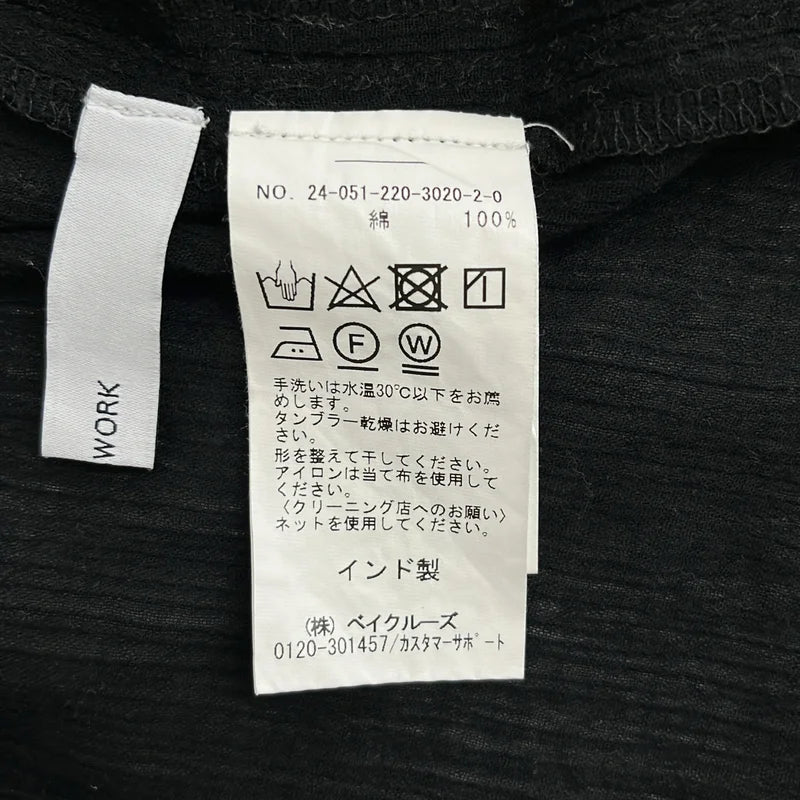 WORK
NO. 24-051-220-3020-2-0
綿 100%
F W
手洗いは水温30℃以下をお薦
めします。
タンブラー乾燥はお避けくだ
さい。
形を整えて干してください。
アイロンは当て布を使用して
ください。
〈クリーニング店へのお願い〉
ネットを使用してください。
インド製
(株) ベイクルーズ
0120-301457/カスタマーサポート